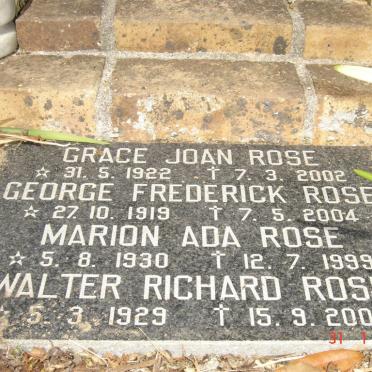 GRACE JOAN ROSE
☆ 31. 5. 1922 † 7. 3. 2002
GEORGE FREDERICK ROSE
☆ 27. 10. 1919 † 7. 5. 2004
MARION ADA ROSE
☆ 5. 8. 1930 † 12. 7. 1999
WALTER RICHARD ROS
☆ 5. 3. 1929 † 15. 9. 200
31